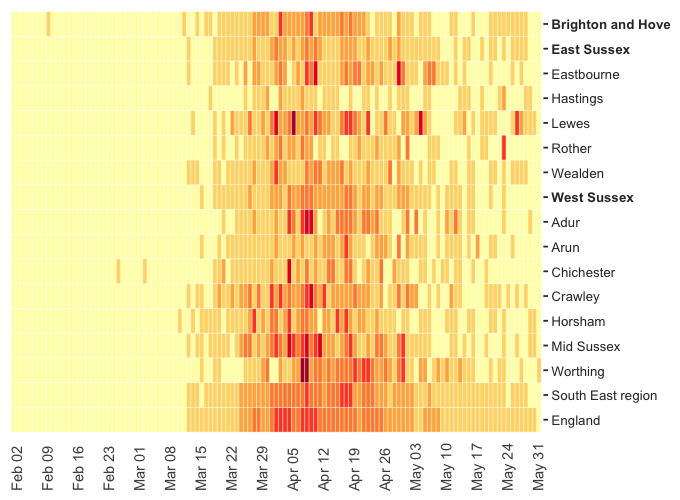 Brighton and Hove
East Sussex
Eastbourne
Hastings
Lewes
Rother
Wealden
West Sussex
Adur
Arun
Chichester
Crawley
Horsham
Mid Sussex
Worthing
South East region
England
Feb 02
Feb 09
Feb 16
Feb 23
Mar 01
Mar 08
Mar 15
Mar 22
Mar 29
Apr 05
Apr 12
Apr 19
Apr 26
May 03
May 10
May 17
May 24
May 31